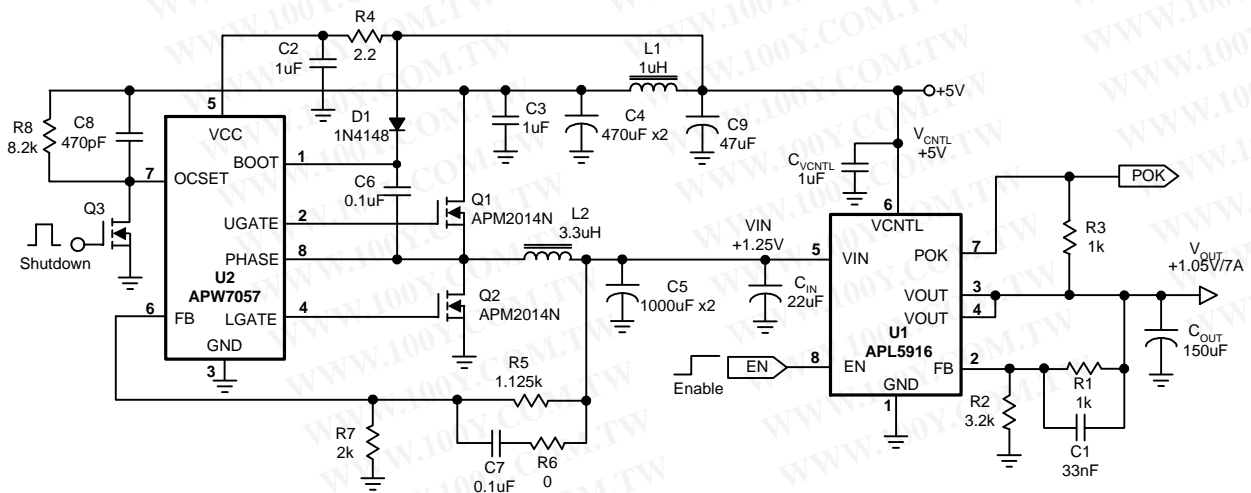 R4
2.2
C2
1uF
L1
1uH
+5V
5
VCC
R8
8.2k
C8
470pF
D1
1N4148
C3
1uF
C4
470uF x2
C9
47uF
V_CNTL
+5V
C_VCNTL
1uF
BOOT
1
7
OCSET
C6
0.1uF
Q3
Shutdown
UGATE
2
Q1
APM2014N
L2
3.3uH
PHASE
8
U2
APW7057
6
FB
LGATE
4
Q2
APM2014N
GND
3
C5
1000uF x2
VIN
+1.25V
C_IN
22uF
5
VIN
6
VCNTL
POK
7
POK
R3
1k
V_OUT
+1.05V/7A
VOUT
3
VOUT
4
U1
APL5916
C_OUT
150uF
Enable
EN
8
EN
FB
2
GND
1
R2
3.2k
R1
1k
C1
33nF
R5
1.125k
R7
2k
C7
0.1uF
R6
0
WWW.100Y.COM.TW